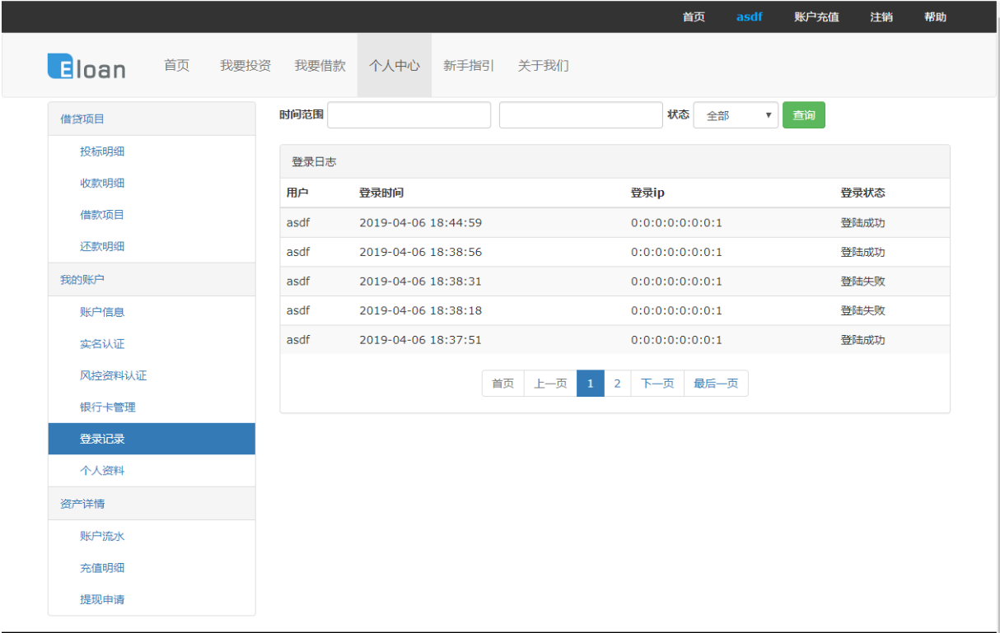 首页 asdf 账户充值 注销 帮助
Eloan 首页 我要投资 我要借款 个人中心 新手指引 关于我们
借贷项目
投标明细
收款明细
借款项目
还款明细
我的账户
账户信息
实名认证
风控资料认证
银行卡管理
登录记录
个人资料
资产详情
账户流水
充值明细
提现申请
时间范围 状态 全部 查询
登录日志
用户 登录时间 登录ip 登录状态
asdf 2019-04-06 18:44:59 0:0:0:0:0:0:0:1 登陆成功
asdf 2019-04-06 18:38:56 0:0:0:0:0:0:0:1 登陆成功
asdf 2019-04-06 18:38:31 0:0:0:0:0:0:0:1 登陆失败
asdf 2019-04-06 18:38:18 0:0:0:0:0:0:0:1 登陆失败
asdf 2019-04-06 18:37:51 0:0:0:0:0:0:0:1 登陆成功
首页 上一页 1 2 下一页 最后一页